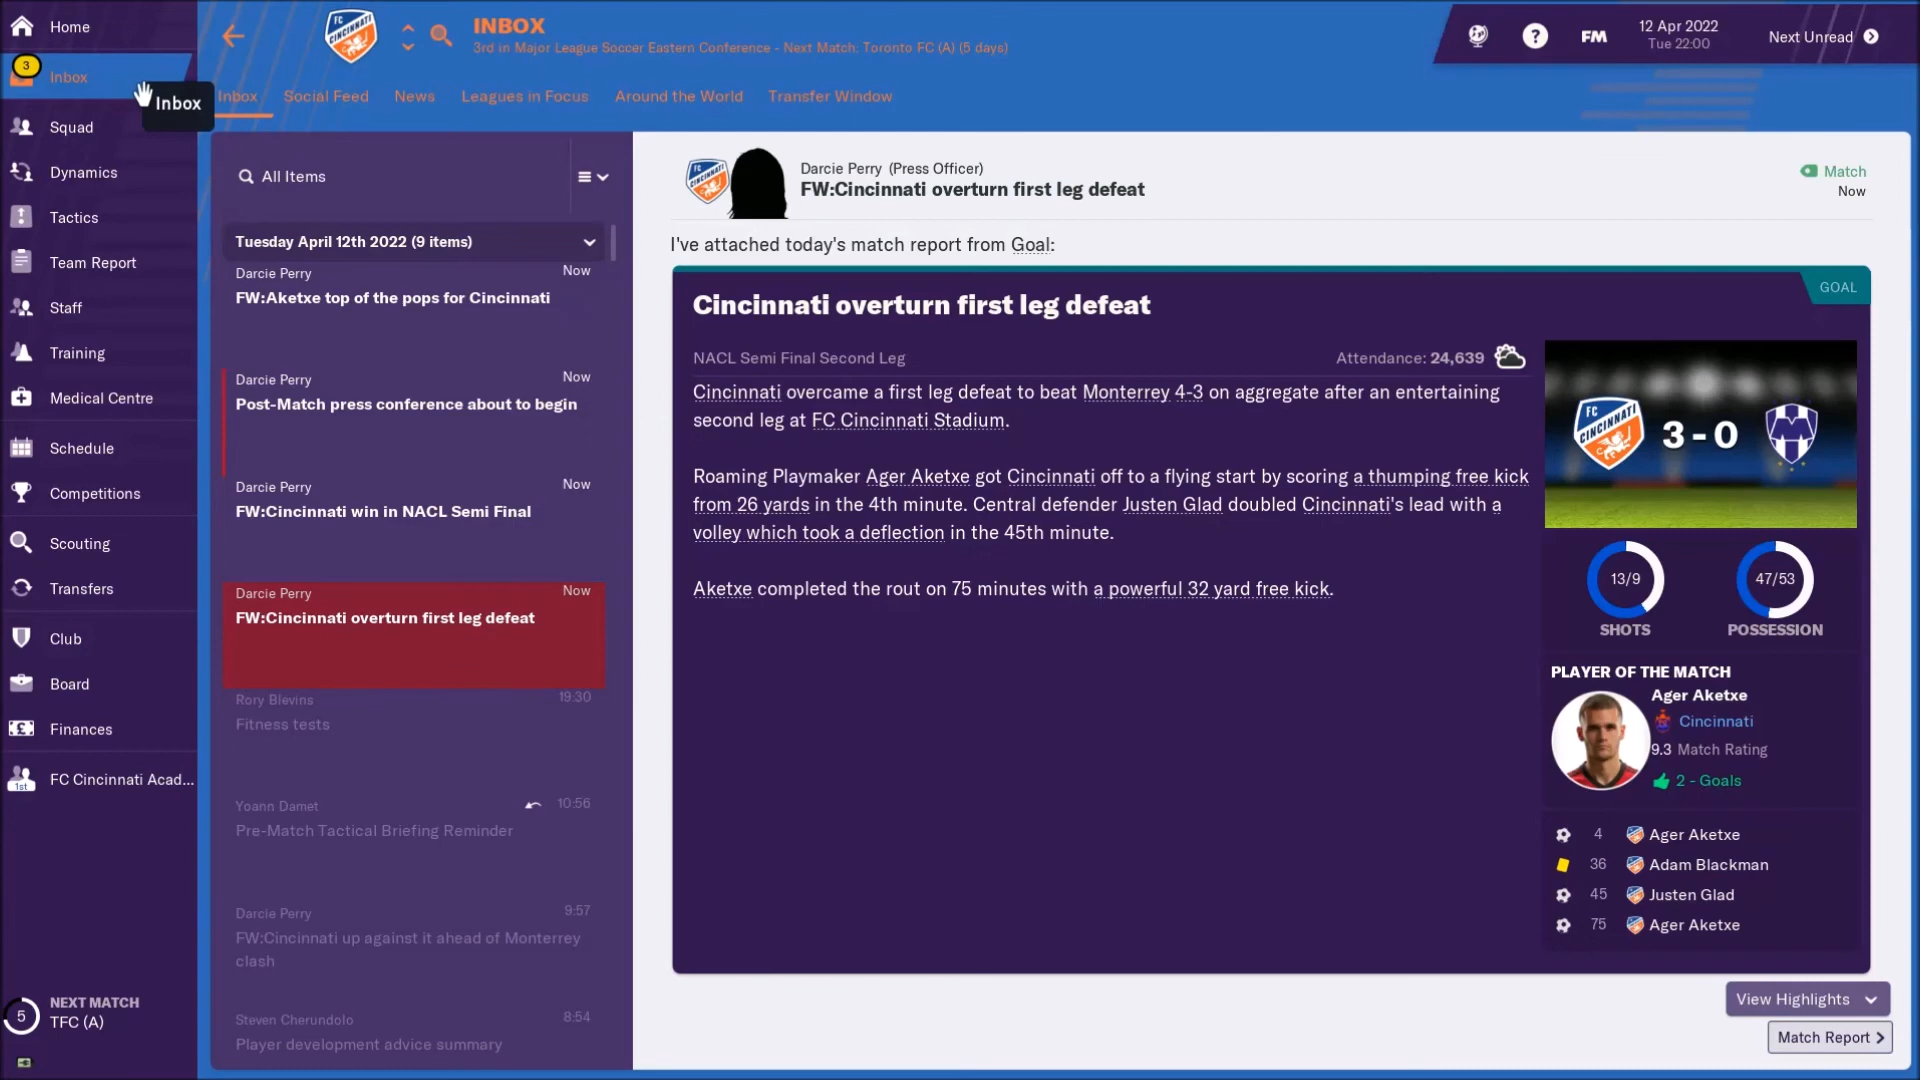 Home
3
Inbox
Inbox
Squad
Dynamics
Tactics
Team Report
Staff
Training
Medical Centre
Schedule
Competitions
Scouting
Transfers
Club
Board
Finances
1st
FC Cincinnati Acad...
5
NEXT MATCH
TFC (A)
FC
CINCINNATI
INBOX
3rd in Major League Soccer Eastern Conference - Next Match: Toronto FC (A) (5 days)
FM
12 Apr 2022
Tue 22:00
Next Unread
Inbox
Social Feed
News
Leagues in Focus
Around the World
Transfer Window
All Items
Tuesday April 12th 2022 (9 items)
Darcie Perry
Now
FW:Aketxe top of the pops for Cincinnati
Darcie Perry
Now
Post-Match press conference about to begin
Darcie Perry
Now
FW:Cincinnati win in NACL Semi Final
Darcie Perry
Now
FW:Cincinnati overturn first leg defeat
Rory Blevins
19:30
Fitness tests
Yoann Damet
10:56
Pre-Match Tactical Briefing Reminder
Darcie Perry
9:57
FW:Cincinnati up against it ahead of Monterrey
clash
Steven Cherundolo
8:54
Player development advice summary
FC
CINCINNATI
Darcie Perry (Press Officer)
FW:Cincinnati overturn first leg defeat
Match
Now
I've attached today's match report from Goal:
GOAL
Cincinnati overturn first leg defeat
NACL Semi Final Second Leg
Attendance: 24,639
Cincinnati overcame a first leg defeat to beat Monterrey 4-3 on aggregate after an entertaining
second leg at FC Cincinnati Stadium.
Roaming Playmaker Ager Aketxe got Cincinnati off to a flying start by scoring a thumping free kick
from 26 yards in the 4th minute. Central defender Justen Glad doubled Cincinnati's lead with a
volley which took a deflection in the 45th minute.
Aketxe completed the rout on 75 minutes with a powerful 32 yard free kick.
FC
CINCINNATI
3 - 0
13/9
SHOTS
47/53
POSSESSION
PLAYER OF THE MATCH
Ager Aketxe
Cincinnati
9.3 Match Rating
2 - Goals
4 Ager Aketxe
36 Adam Blackman
45 Justen Glad
75 Ager Aketxe
View Highlights
Match Report